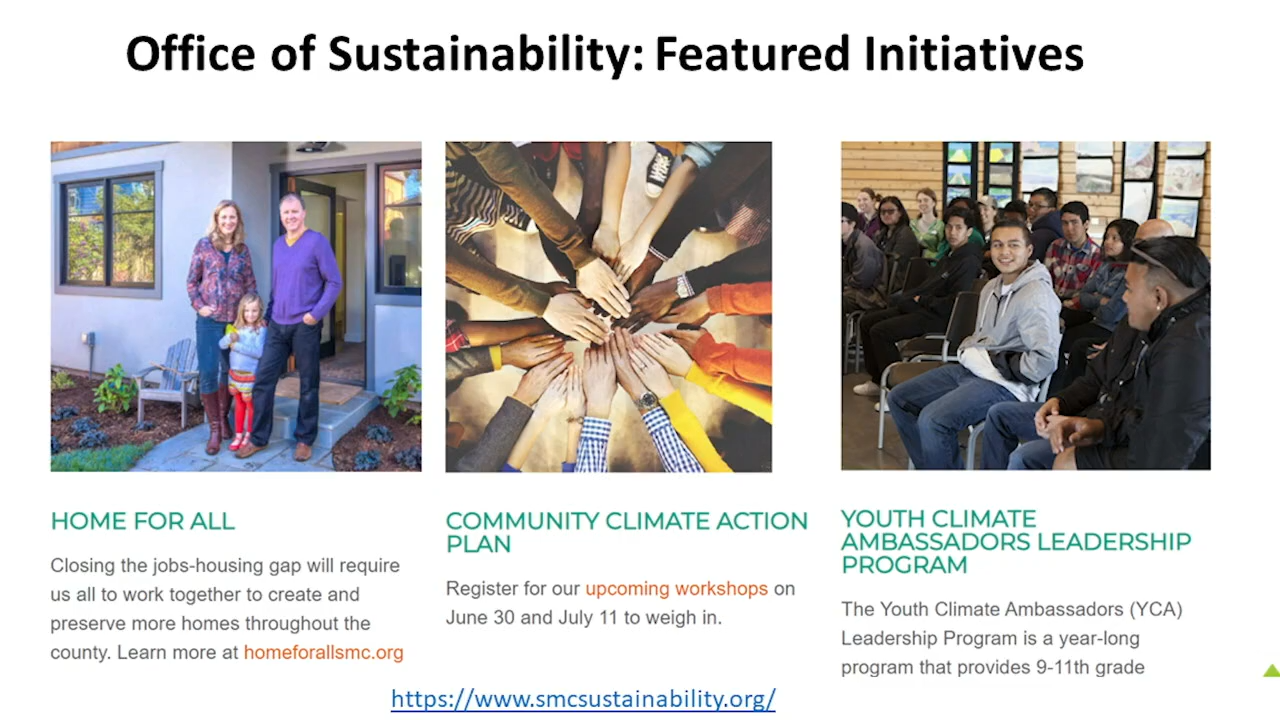 Office of Sustainability: Featured Initiatives
HOME FOR ALL
Closing the jobs-housing gap will require
us all to work together to create and
preserve more homes throughout the
county. Learn more at homeforallsmc.org
COMMUNITY CLIMATE ACTION
PLAN
Register for our upcoming workshops on
June 30 and July 11 to weigh in.
YOUTH CLIMATE
AMBASSADORS LEADERSHIP
PROGRAM
The Youth Climate Ambassadors (YCA)
Leadership Program is a year-long
program that provides 9-11th grade
https://www.smcsustainability.org/